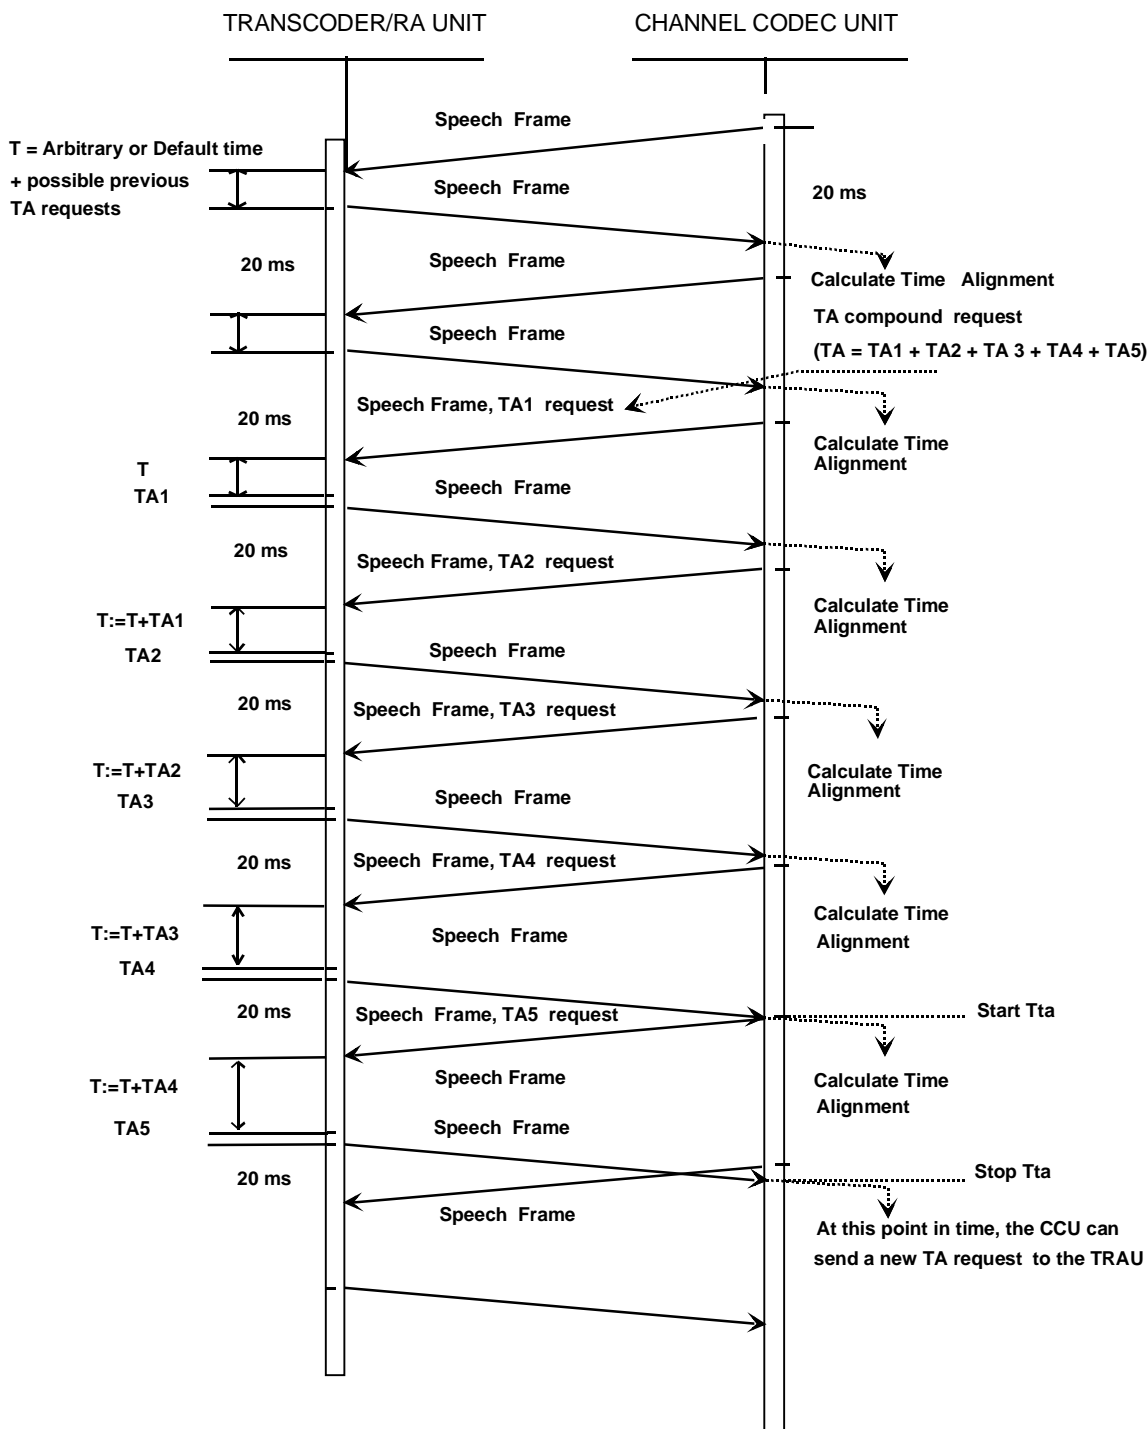 TRANSCODER/RA UNIT
CHANNEL CODEC UNIT
Speech Frame
T = Arbitrary or Default time
+ possible previous
TA requests
Speech Frame
20 ms
20 ms
Speech Frame
Calculate Time Alignment
TA compound request
(TA = TA1 + TA2 + TA 3 + TA4 + TA5)
Speech Frame
Speech Frame, TA1 request
20 ms
Calculate Time
Alignment
T
TA1
Speech Frame
20 ms
Speech Frame, TA2 request
Calculate Time
Alignment
T:=T+TA1
TA2
Speech Frame
20 ms
Speech Frame, TA3 request
Calculate Time
Alignment
T:=T+TA2
TA3
Speech Frame
20 ms
Speech Frame, TA4 request
Calculate Time
Alignment
T:=T+TA3
TA4
Speech Frame
20 ms
Speech Frame, TA5 request
Start Tta
T:=T+TA4
TA5
Speech Frame
Calculate Time
Alignment
Speech Frame
20 ms
Stop Tta
Speech Frame
At this point in time, the CCU can
send a new TA request to the TRAU